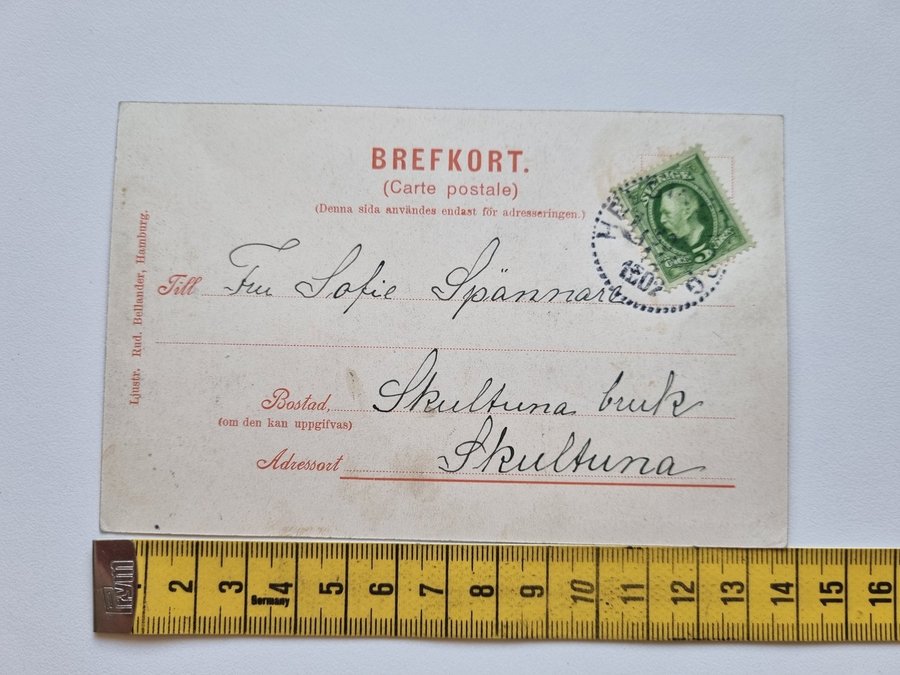 BREFKORT.
(Carte postale)
(Denna sida användes endast för adresseringen.)
Ljustr. Rud. Bellander, Hamburg.
Till Fru Sofie Spännare
Bostad, Skultuna bruk
(om den kan uppgifvas)
Adressort Skultuna
SVERIGE
5
1902
2 3 4 5 6 7 8 9 10 11 12 13 14 15 16
Germany